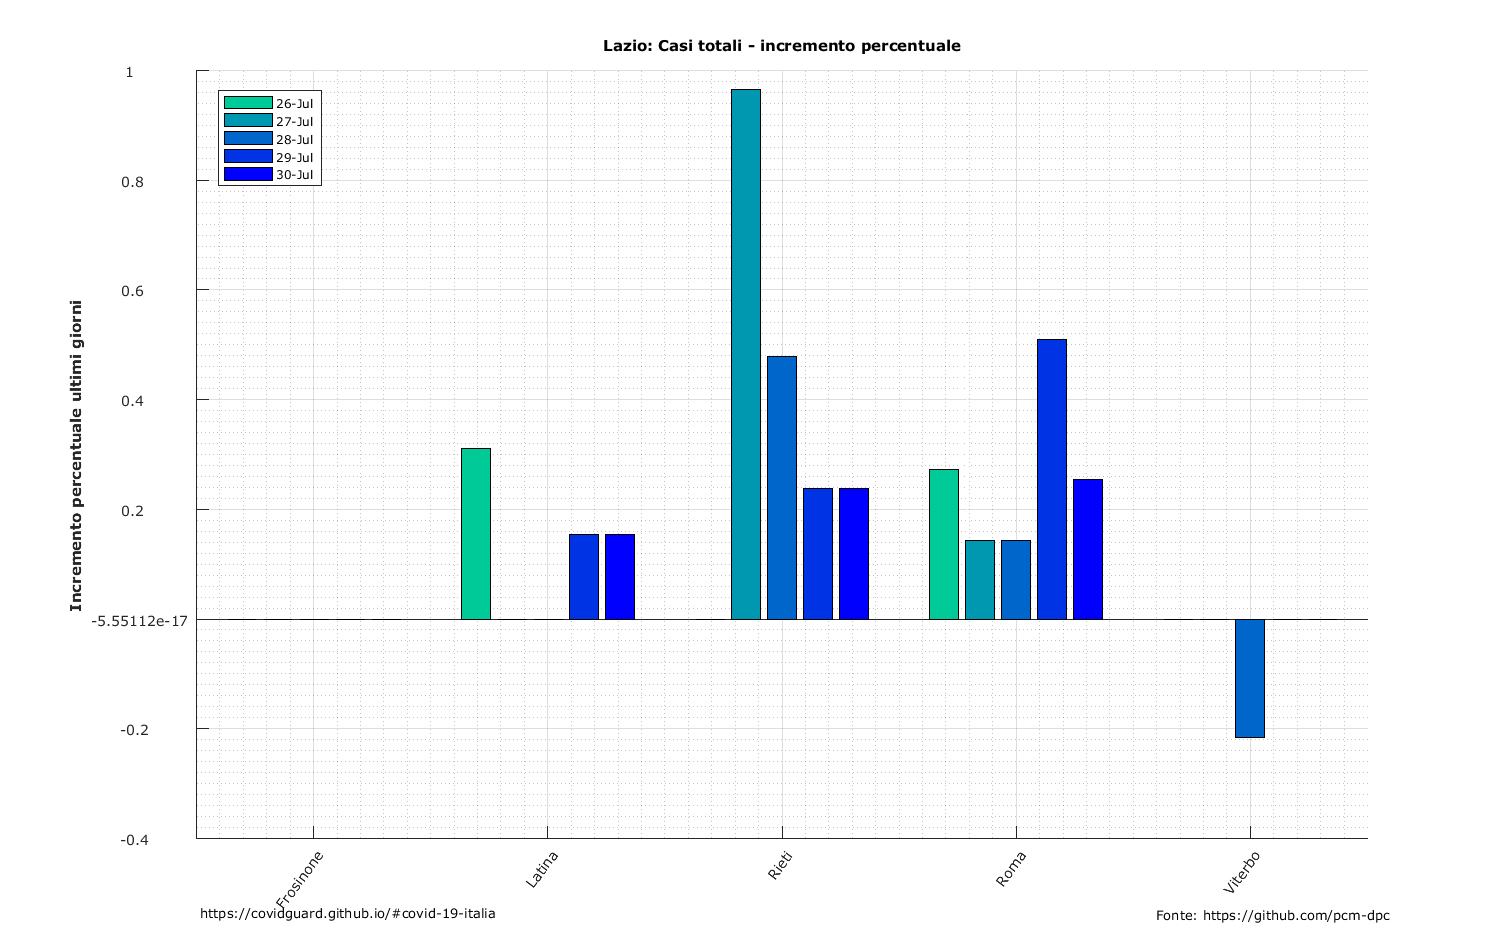 Lazio: Casi totali - incremento percentuale
Incremento percentuale ultimi giorni
1
0.8
0.6
0.4
0.2
-5.55112e-17
-0.2
-0.4
26-Jul
27-Jul
28-Jul
29-Jul
30-Jul
Frosinone
Latina
Rieti
Roma
Viterbo
https://covidguard.github.io/#covid-19-italia
Fonte: https://github.com/pcm-dpc